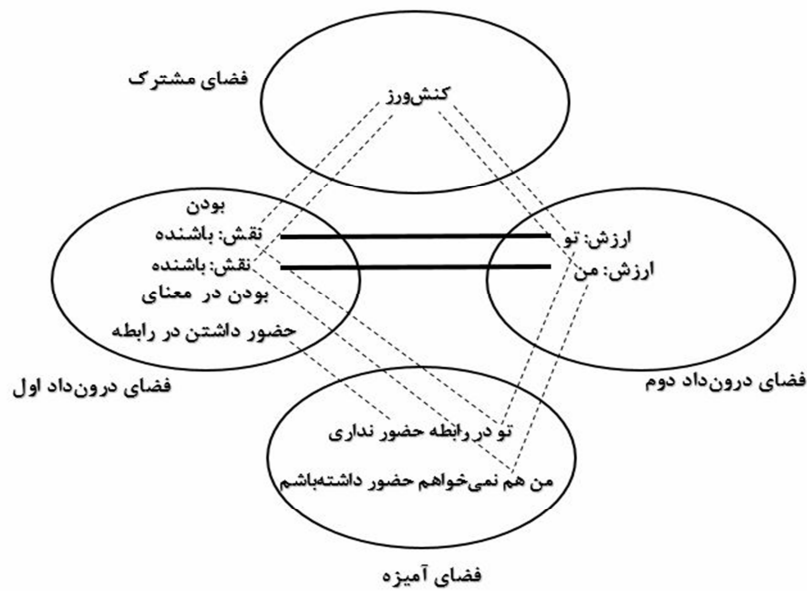 فضای مشترک
کنش‌ورز
بودن
نقش: باشنده
نقش: باشنده
بودن در معنای
حضور داشتن در رابطه
فضای درون‌داد اول
ارزش: تو
ارزش: من
فضای درون‌داد دوم
تو در رابطه حضور نداری
من هم نمی‌خواهم حضور داشته‌باشم
فضای آمیزه